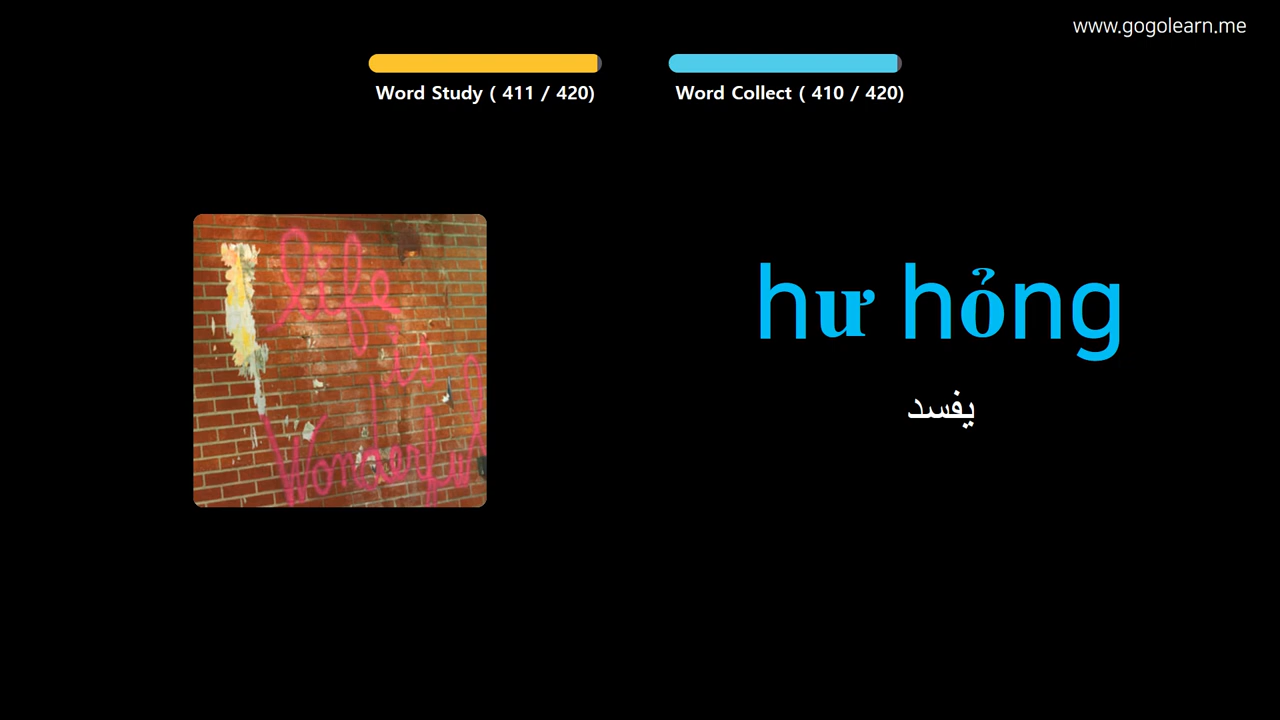 www.gogolearn.me
Word Study ( 411 / 420)
Word Collect ( 410 / 420)
life
is
Wonderful
hư hỏng
يفسد